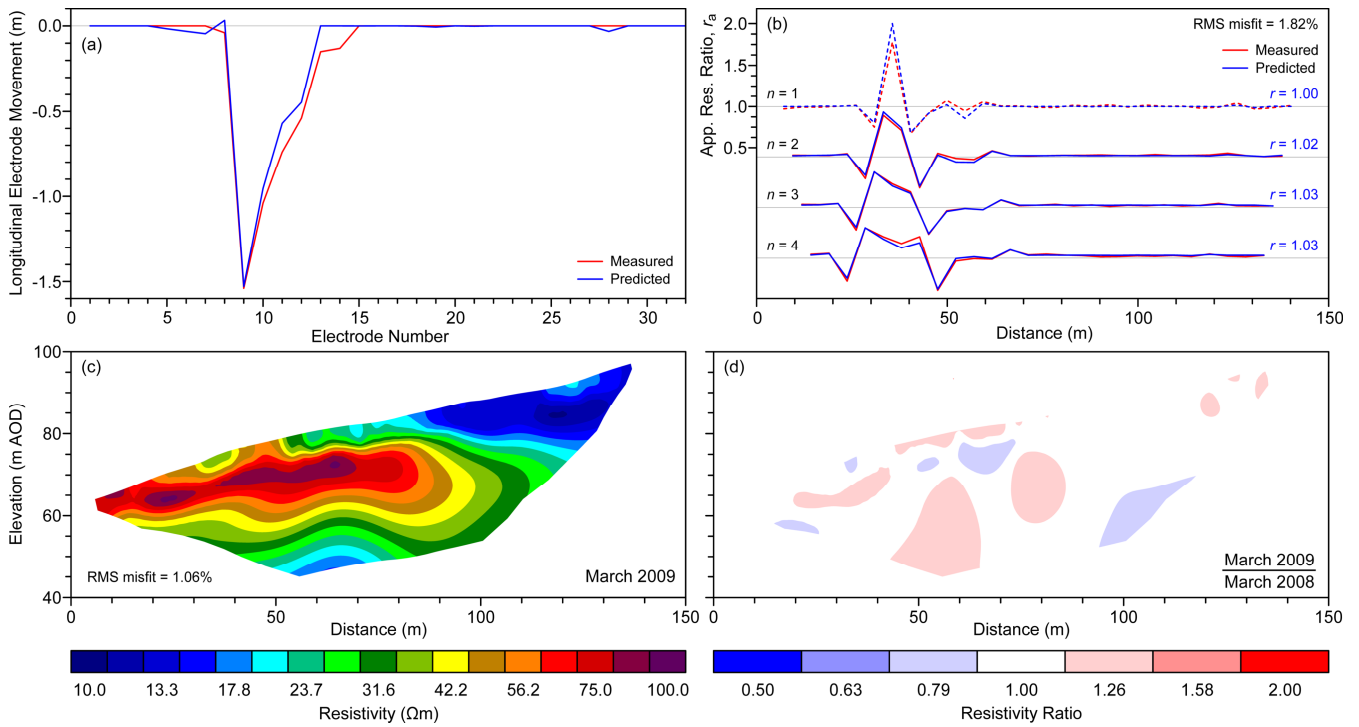 (a)
Longitudinal Electrode Movement (m)
0.0
-0.5
-1.0
-1.5
Measured
Predicted
0 5 10 15 20 25 30
Electrode Number
(b)
RMS misfit = 1.82%
Measured
Predicted
App. Res. Ratio, ra
2.0
1.5
1.0
0.5
n = 1 r = 1.00
n = 2 r = 1.02
n = 3 r = 1.03
n = 4 r = 1.03
0 50 100 150
Distance (m)
(c)
Elevation (m AOD)
100
80
60
40
RMS misfit = 1.06%
March 2009
0 50 100 150
Distance (m)
(d)
March 2009
March 2008
0 50 100 150
Distance (m)
10.0 13.3 17.8 23.7 31.6 42.2 56.2 75.0 100.0
Resistivity (Ωm)
0.50 0.63 0.79 1.00 1.26 1.58 2.00
Resistivity Ratio